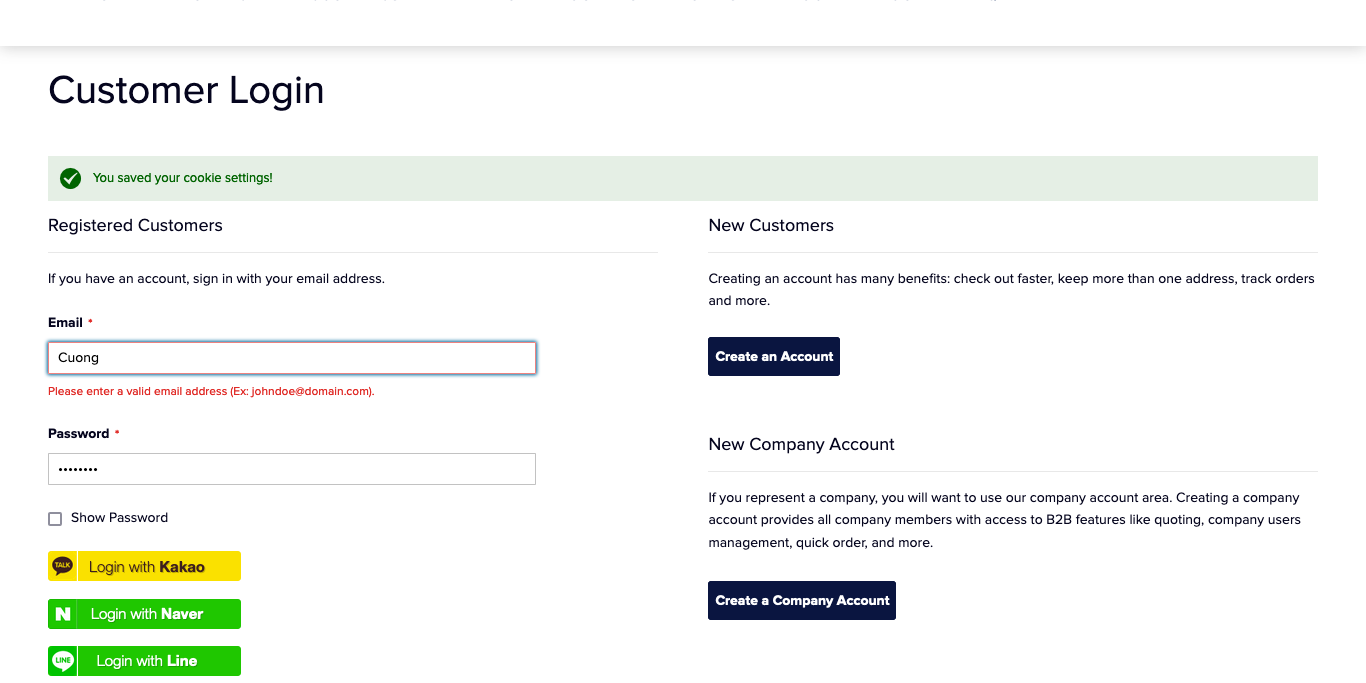 Customer Login
You saved your cookie settings!
Registered Customers
If you have an account, sign in with your email address.
Email *
Cuong
Please enter a valid email address (Ex: johndoe@domain.com).
Password *
••••••••
Show Password
TALK Login with Kakao
N Login with Naver
LINE Login with Line
New Customers
Creating an account has many benefits: check out faster, keep more than one address, track orders
and more.
Create an Account
New Company Account
If you represent a company, you will want to use our company account area. Creating a company
account provides all company members with access to B2B features like quoting, company users
management, quick order, and more.
Create a Company Account